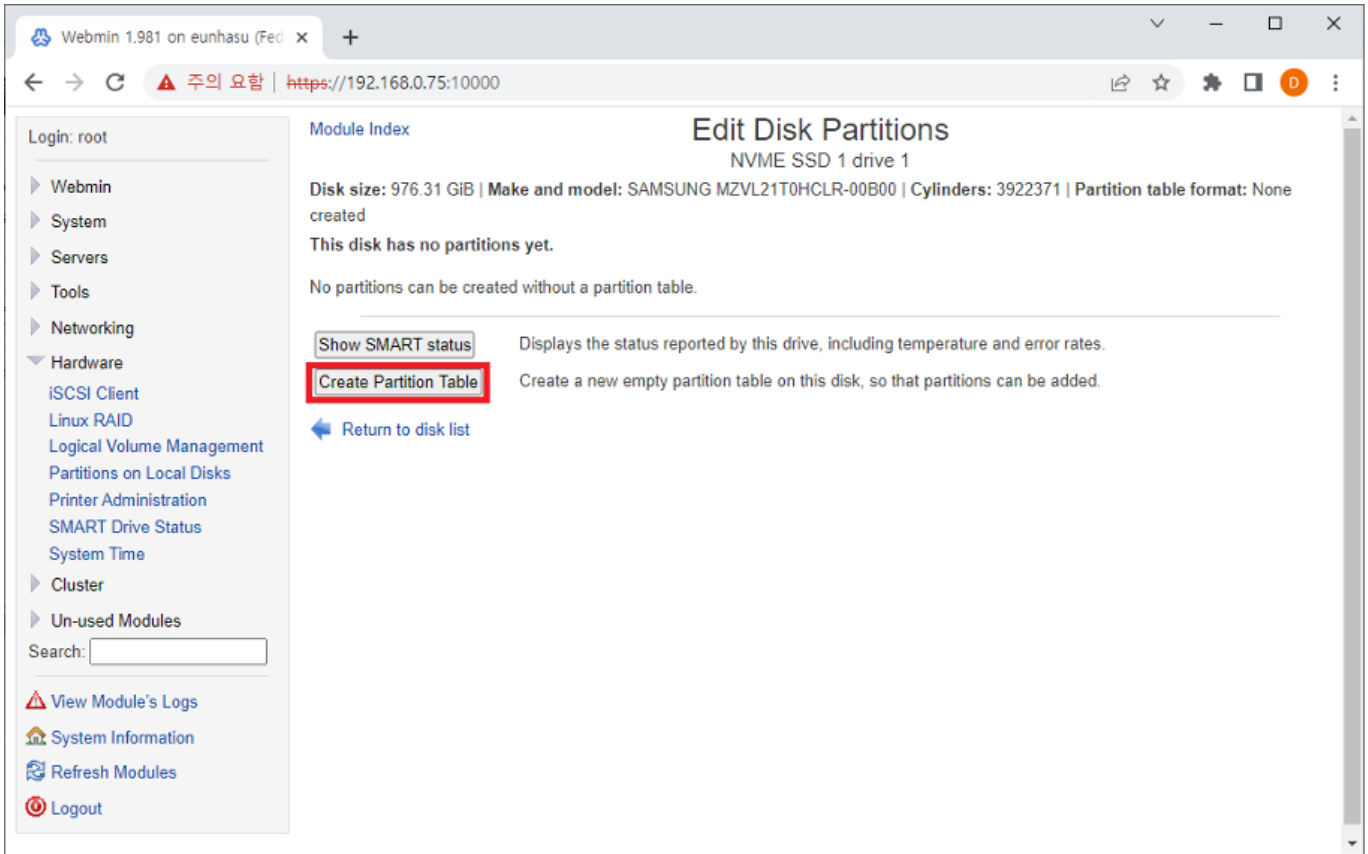 Webmin 1.981 on eunhasu (Fed
주의 요함 | https://192.168.0.75:10000
D
Login: root
Webmin
System
Servers
Tools
Networking
Hardware
iSCSI Client
Linux RAID
Logical Volume Management
Partitions on Local Disks
Printer Administration
SMART Drive Status
System Time
Cluster
Un-used Modules
Search:
View Module's Logs
System Information
Refresh Modules
Logout
Module Index
Edit Disk Partitions
NVME SSD 1 drive 1
Disk size: 976.31 GiB | Make and model: SAMSUNG MZVL21T0HCLR-00B00 | Cylinders: 3922371 | Partition table format: None
created
This disk has no partitions yet.
No partitions can be created without a partition table.
Show SMART status Displays the status reported by this drive, including temperature and error rates.
Create Partition Table Create a new empty partition table on this disk, so that partitions can be added.
Return to disk list